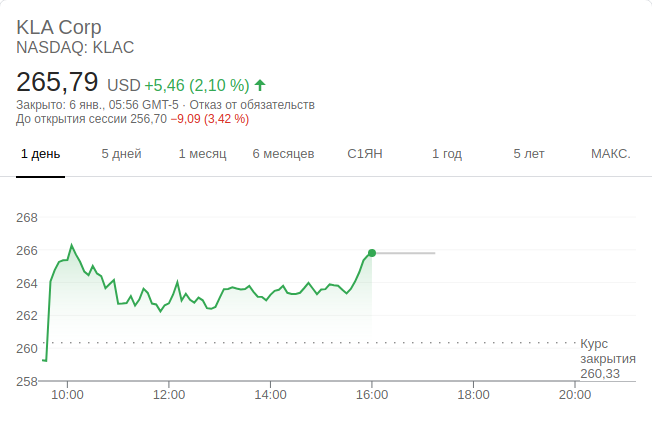 KLA Corp
NASDAQ: KLAC
265,79 USD +5,46 (2,10 %)
Закрыто: 6 янв., 05:56 GMT-5 · Отказ от обязательств
До открытия сессии 256,70 −9,09 (3,42 %)
1 день 5 дней 1 месяц 6 месяцев С1ЯН 1 год 5 лет МАКС.
268
266
264
262
260
258
Курс
закрытия
260,33
10:00 12:00 14:00 16:00 18:00 20:00